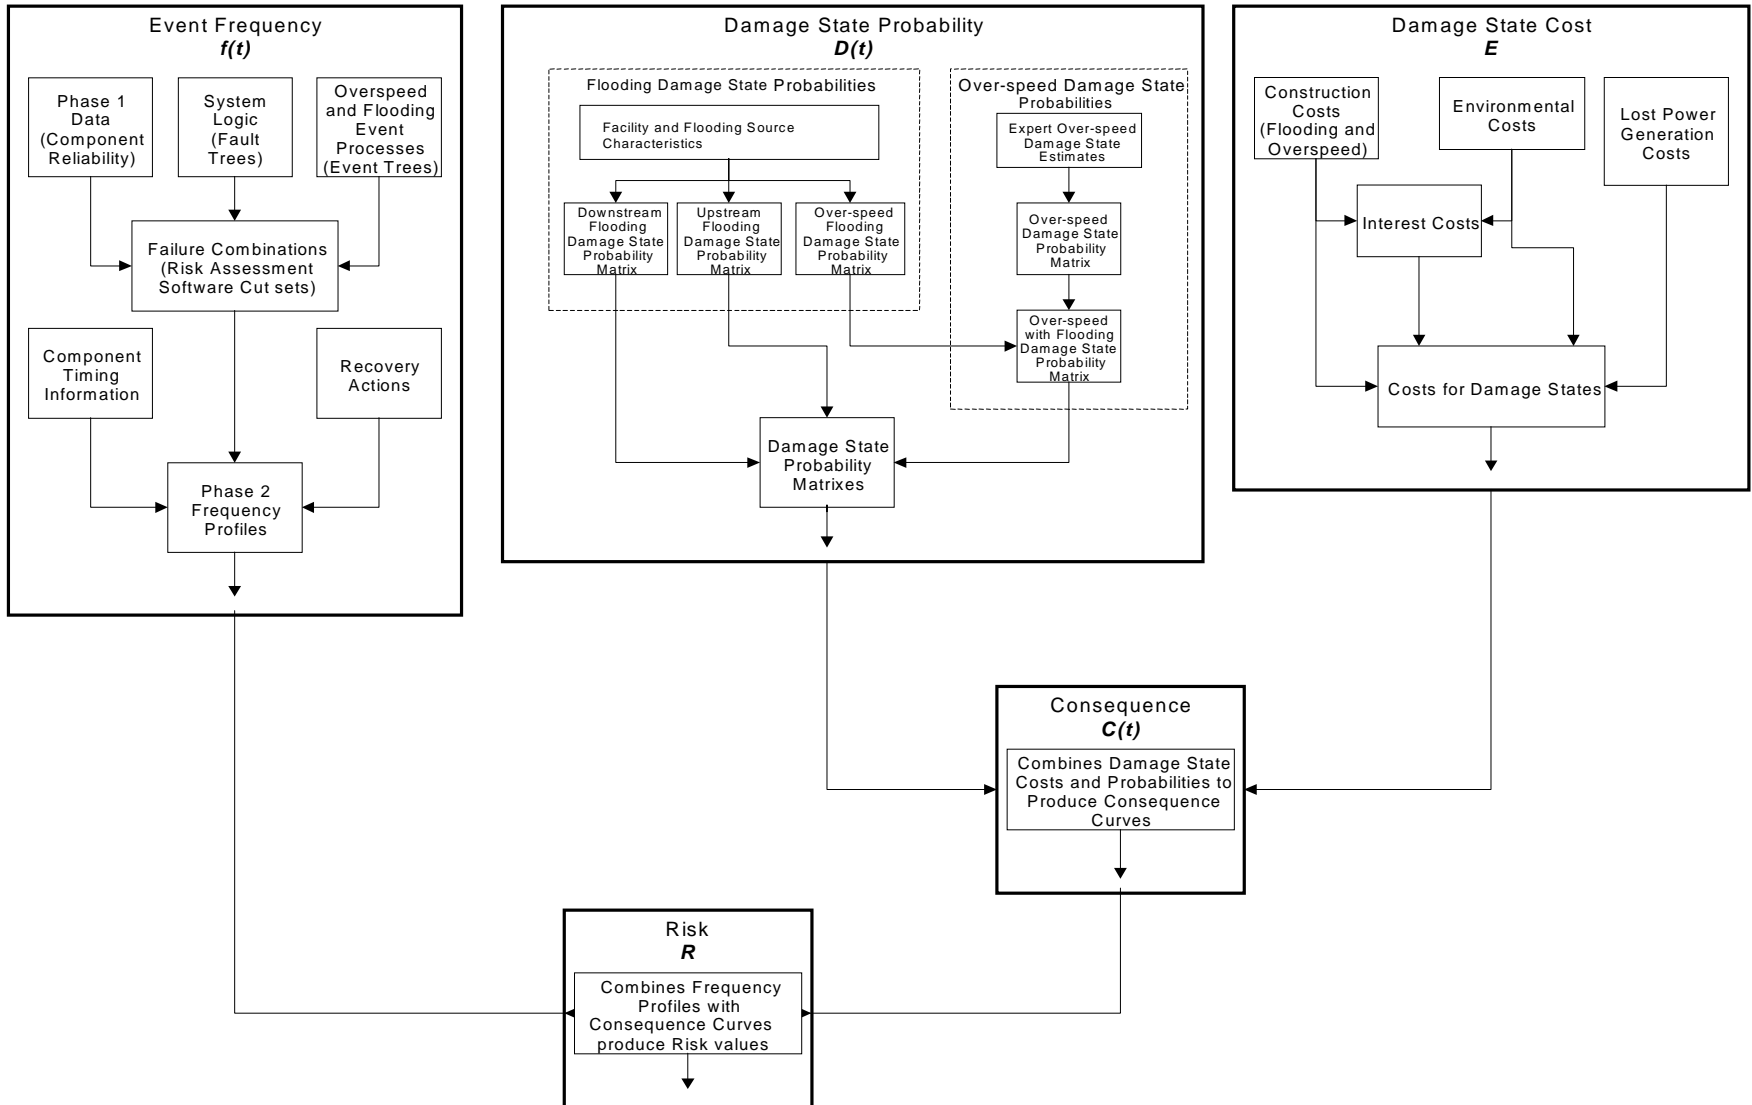 Event Frequency
f(t)
Phase 1
Data
(Component
Reliability)
System
Logic
(Fault
Trees)
Overspeed
and Flooding
Event
Processes
(Event Trees)
Failure Combinations
(Risk Assessment
Software Cut sets)
Component
Timing
Information
Recovery
Actions
Phase 2
Frequency
Profiles
Damage State Probability
D(t)
Flooding Damage State Probabilities
Facility and Flooding Source
Characteristics
Downstream
Flooding
Damage State
Probability
Matrix
Upstream
Flooding
Damage State
Probability
Matrix
Over-speed
Flooding
Damage State
Probability
Matrix
Over-speed Damage State
Probabilities
Expert Over-speed
Damage State
Estimates
Over-speed
Damage State
Probability
Matrix
Over-speed
with Flooding
Damage State
Probability
Matrix
Damage State
Probability
Matrixes
Damage State Cost
E
Construction
Costs
(Flooding and
Overspeed)
Environmental
Costs
Lost Power
Generation
Costs
Interest Costs
Costs for Damage States
Consequence
C(t)
Combines Damage State
Costs and Probabilities to
Produce Consequence
Curves
Risk
R
Combines Frequency
Profiles with
Consequence Curves
produce Risk values